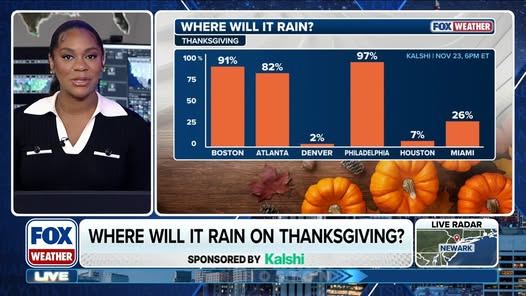 WHERE WILL IT RAIN?
FOX WEATHER
THANKSGIVING
KALSHI | NOV 23, 6PM ET
100%
75
50
25
0
91%
82%
2%
97%
7%
26%
BOSTON
ATLANTA
DENVER
PHILADELPHIA
HOUSTON
MIAMI
FOX
WEATHER
WHERE WILL IT RAIN ON THANKSGIVING?
SPONSORED BY Kalshi
LIVE RADAR
NEWARK
LIVE